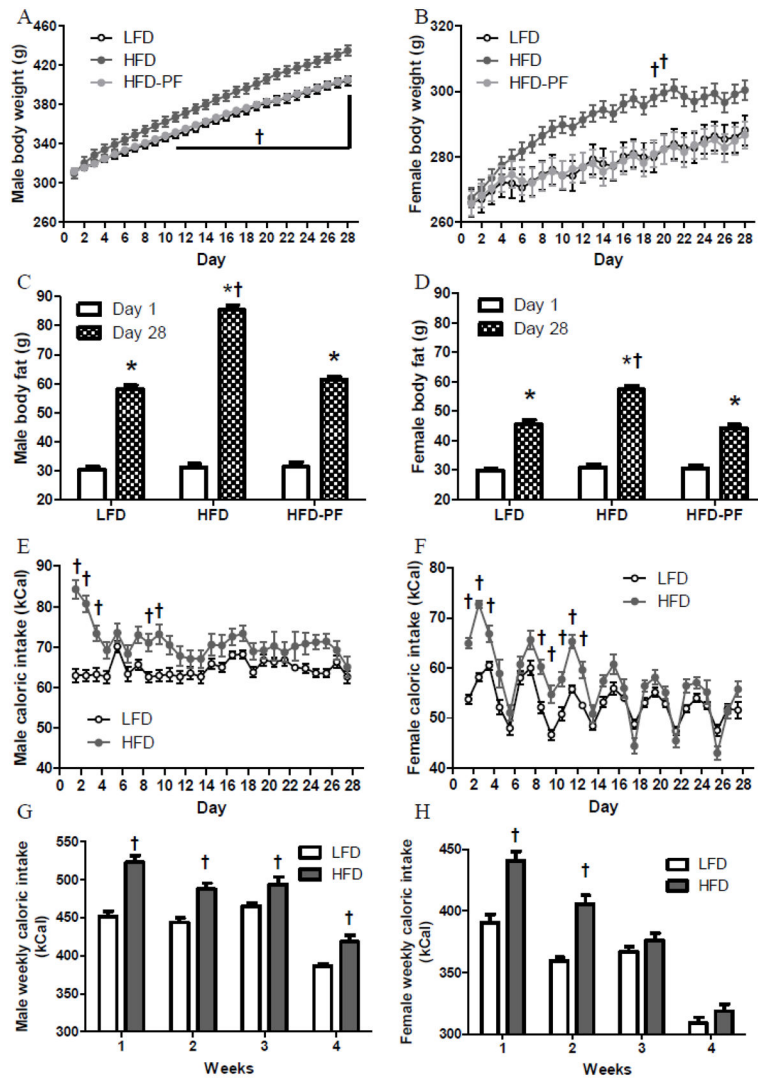 A
Male body weight (g)
460
420
380
340
300
260
LFD
HFD
HFD-PF
†
0 2 4 6 8 10 12 14 16 18 20 22 24 26 28
Day
B
Female body weight (g)
320
300
280
260
LFD
HFD
HFD-PF
††
0 2 4 6 8 10 12 14 16 18 20 22 24 26 28
Day
C
Male body fat (g)
90
80
70
60
50
40
30
20
Day 1
Day 28
*
*†
*
LFD HFD HFD-PF
D
Female body fat (g)
90
80
70
60
50
40
30
20
Day 1
Day 28
*
*†
*
LFD HFD HFD-PF
E
Male caloric intake (kCal)
90
80
70
60
50
40
† † † † †
LFD
HFD
0 2 4 6 8 10 12 14 16 18 20 22 24 26 28
Day
F
Female caloric intake (kCal)
80
70
60
50
40
† † † † † † † †
LFD
HFD
0 2 4 6 8 10 12 14 16 18 20 22 24 26 28
Day
G
Male weekly caloric intake
(kCal)
550
500
450
400
350
300
† † † †
LFD
HFD
1 2 3 4
Weeks
H
Female weekly caloric intake
(kCal)
450
400
350
300
† †
LFD
HFD
1 2 3 4
Weeks